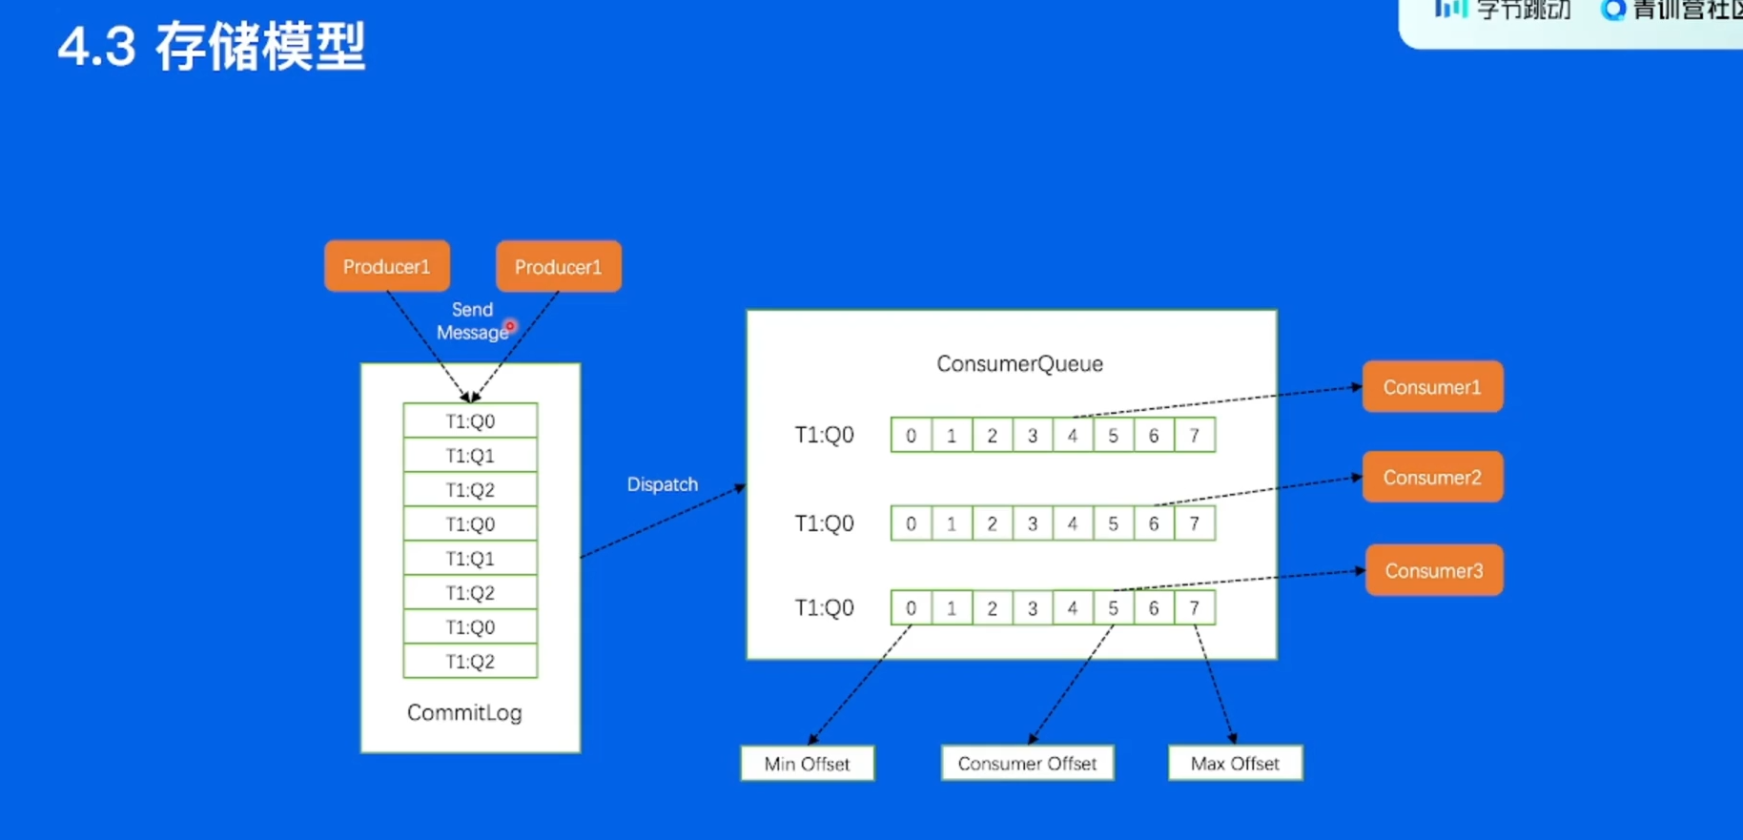 4.3 存储模型
字节跳动 青训营社区
Producer1 Producer1
Send
Message
T1:Q0
T1:Q1
T1:Q2
T1:Q0
T1:Q1
T1:Q2
T1:Q0
T1:Q2
CommitLog
Dispatch
ConsumerQueue
T1:Q0 0 1 2 3 4 5 6 7
T1:Q0 0 1 2 3 4 5 6 7
T1:Q0 0 1 2 3 4 5 6 7
Consumer1
Consumer2
Consumer3
Min Offset
Consumer Offset
Max Offset